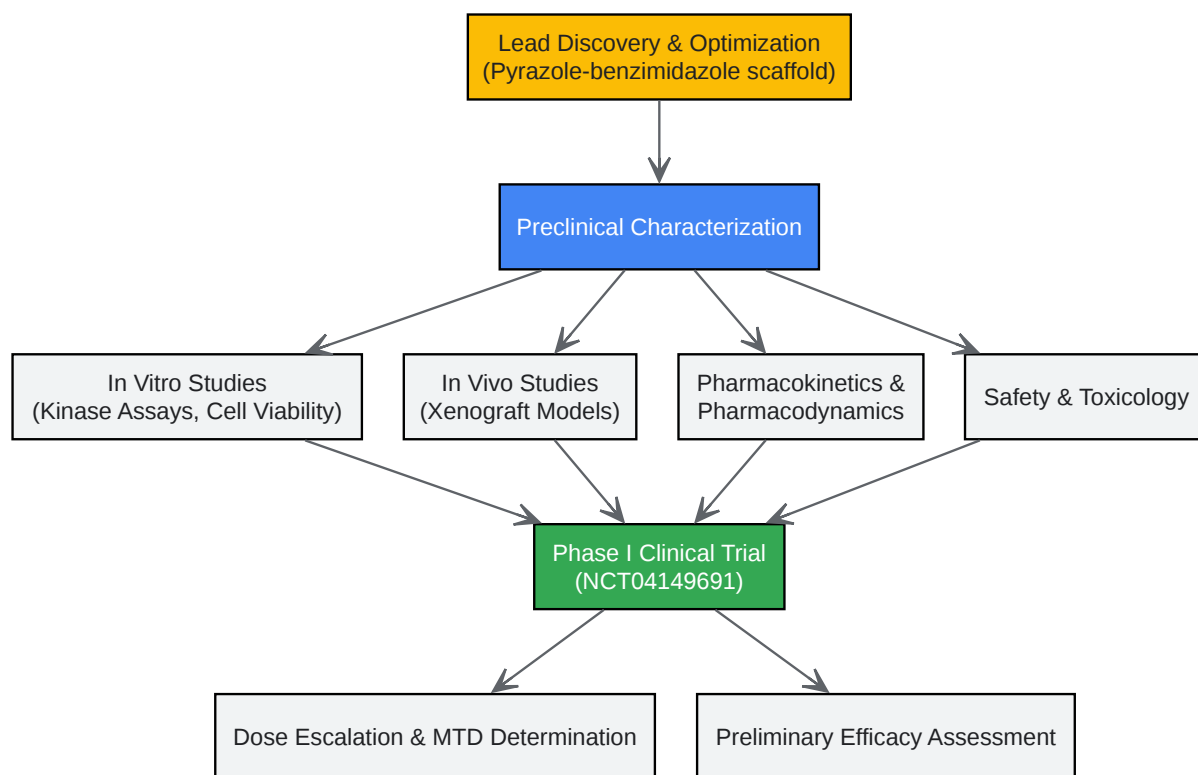 Lead Discovery & Optimization
(Pyrazole-benzimidazole scaffold)
Preclinical Characterization
In Vitro Studies
(Kinase Assays, Cell Viability)
In Vivo Studies
(Xenograft Models)
Pharmacokinetics &
Pharmacodynamics
Safety & Toxicology
Phase I Clinical Trial
(NCT04149691)
Dose Escalation & MTD Determination
Preliminary Efficacy Assessment